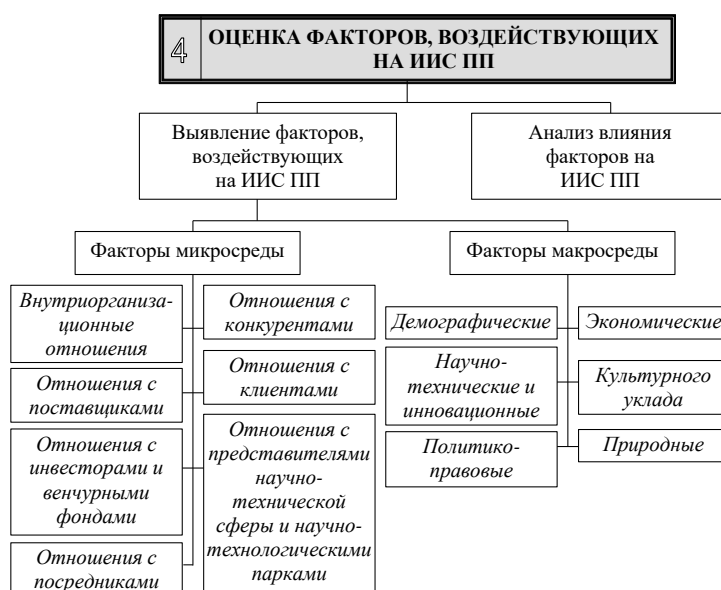 4
ОЦЕНКА ФАКТОРОВ, ВОЗДЕЙСТВУЮЩИХ
НА ИИС ПП
Выявление факторов,
воздействующих
на ИИС ПП
Анализ влияния
факторов на
ИИС ПП
Факторы микросреды
Факторы макросреды
Внутриорганиза-
ционные
отношения
Отношения с
конкурентами
Отношения с
поставщиками
Отношения с
клиентами
Отношения с
инвесторами и
венчурными
фондами
Отношения с
представителями
научно-
технической
сферы и научно-
технологическими
парками
Отношения с
посредниками
Демографические
Экономические
Научно-
технические и
инновационные
Культурного
уклада
Политико-
правовые
Природные